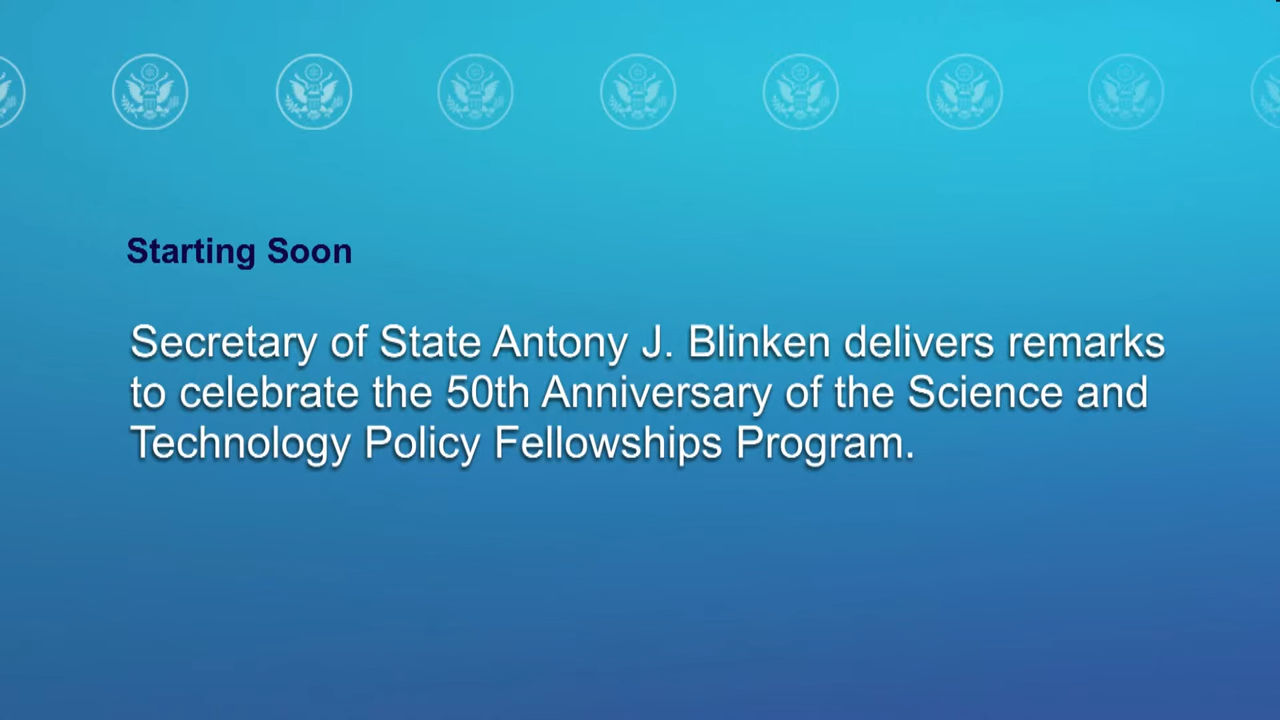 Starting Soon
Secretary of State Antony J. Blinken delivers remarks
to celebrate the 50th Anniversary of the Science and
Technology Policy Fellowships Program.